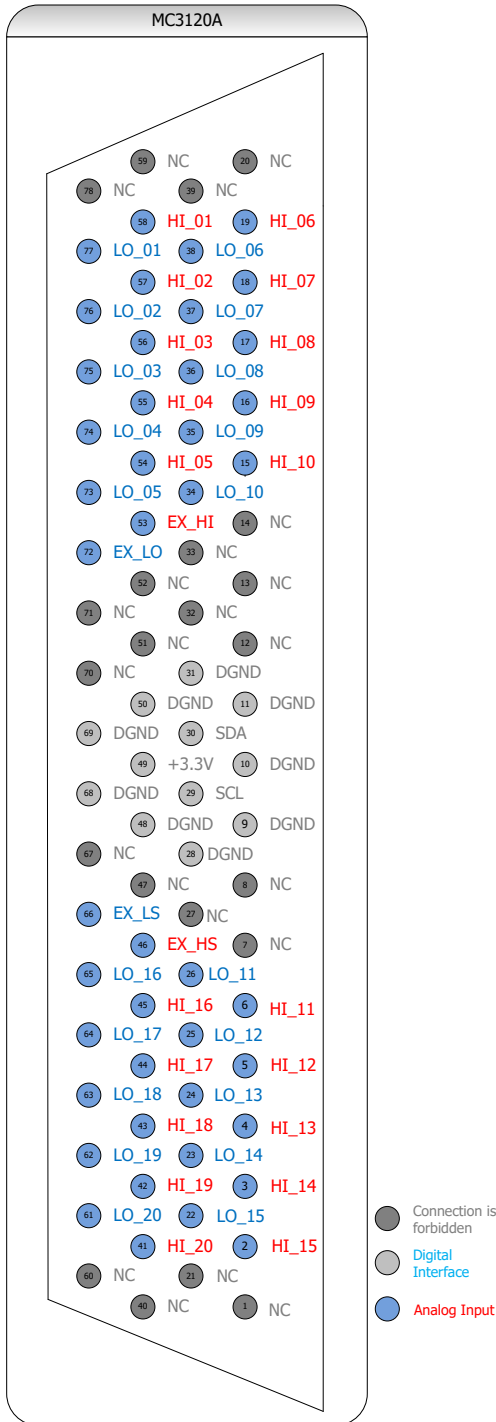 MC3120A
59 NC 20 NC
78 NC 39 NC
58 HI_01 19 HI_06
77 LO_01 38 LO_06
57 HI_02 18 HI_07
76 LO_02 37 LO_07
56 HI_03 17 HI_08
75 LO_03 36 LO_08
55 HI_04 16 HI_09
74 LO_04 35 LO_09
54 HI_05 15 HI_10
73 LO_05 34 LO_10
53 EX_HI 14 NC
72 EX_LO 33 NC
52 NC 13 NC
71 NC 32 NC
51 NC 12 NC
70 NC 31 DGND
50 DGND 11 DGND
69 DGND 30 SDA
49 +3.3V 10 DGND
68 DGND 29 SCL
48 DGND 9 DGND
67 NC 28 DGND
47 NC 8 NC
66 EX_LS 27 NC
46 EX_HS 7 NC
65 LO_16 26 LO_11
45 HI_16 6 HI_11
64 LO_17 25 LO_12
44 HI_17 5 HI_12
63 LO_18 24 LO_13
43 HI_18 4 HI_13
62 LO_19 23 LO_14
42 HI_19 3 HI_14
61 LO_20 22 LO_15
41 HI_20 2 HI_15
60 NC 21 NC
40 NC 1 NC
Connection is
forbidden
Digital
Interface
Analog Input